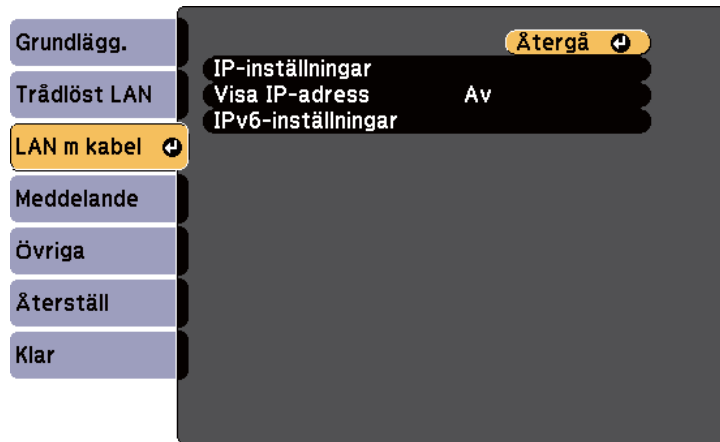 Grundlägg.
Trådlöst LAN
LAN m kabel
Meddelande
Övriga
Återställ
Klar
Återgå
IP-inställningar
Visa IP-adress Av
IPv6-inställningar